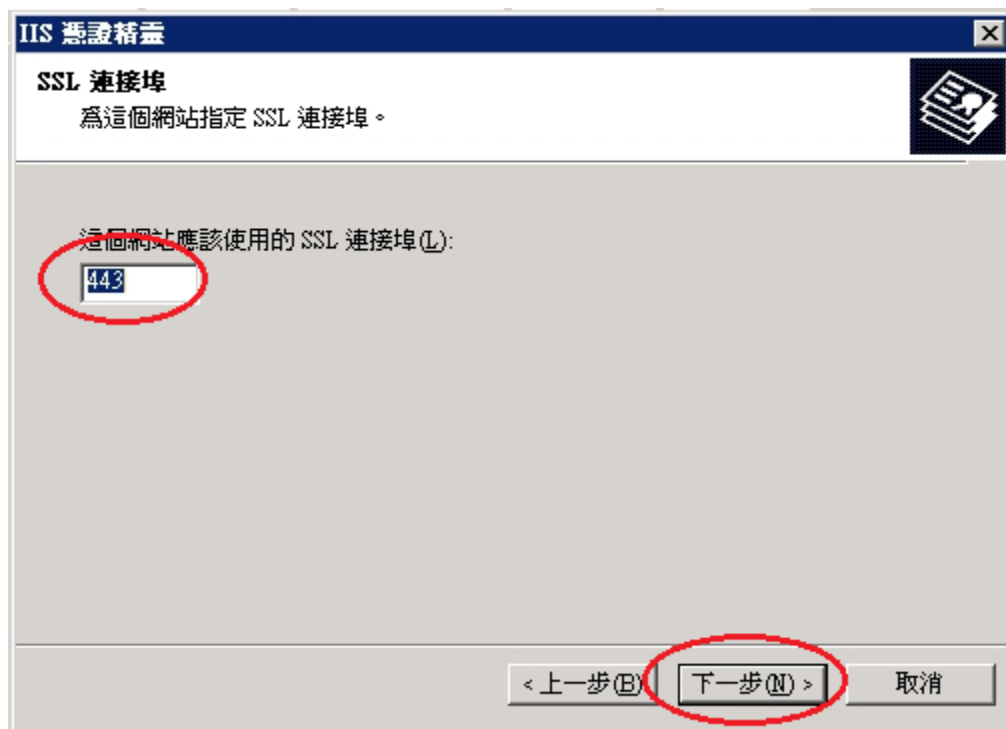 IIS 憑證精靈
SSL 連接埠
為這個網站指定 SSL 連接埠。
這個網站應該使用的 SSL 連接埠(L):
443
< 上一步(B)
下一步(N) >
取消